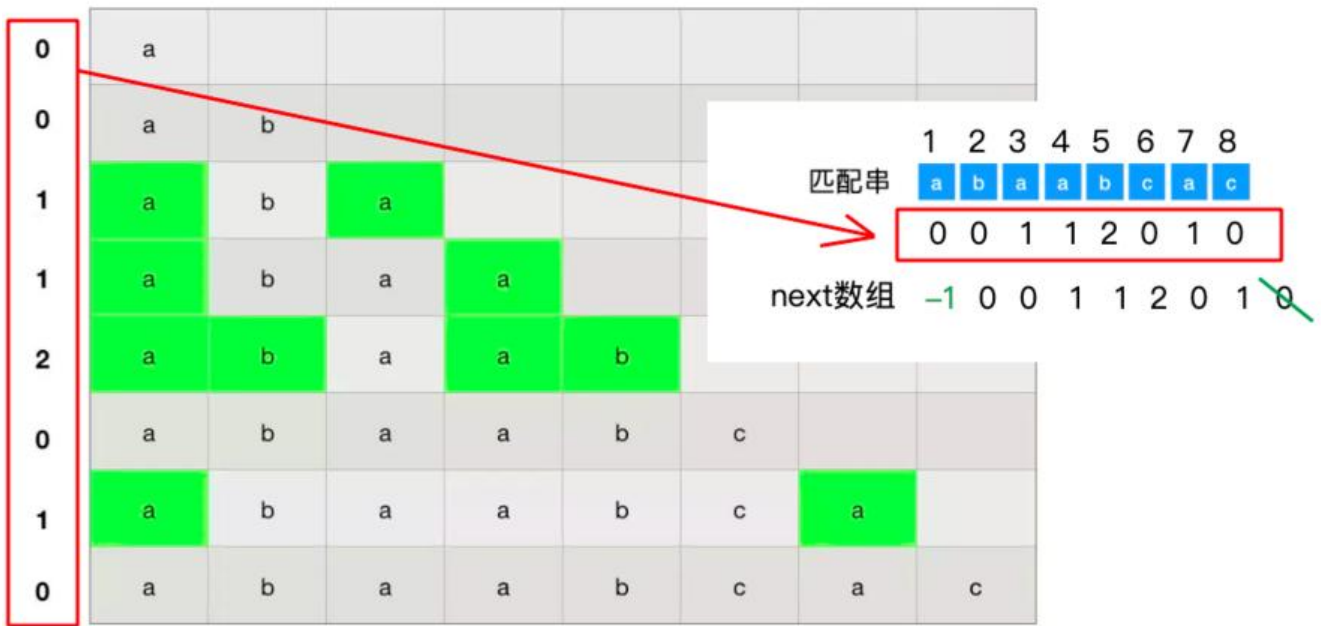 0 a
0 a b
1 a b a
1 a b a a
2 a b a a b
0 a b a a b c
1 a b a a b c a
0 a b a a b c a c
1 2 3 4 5 6 7 8
匹配串 a b a a b c a c
0 0 1 1 2 0 1 0
next数组 -1 0 0 1 1 2 0 1 0